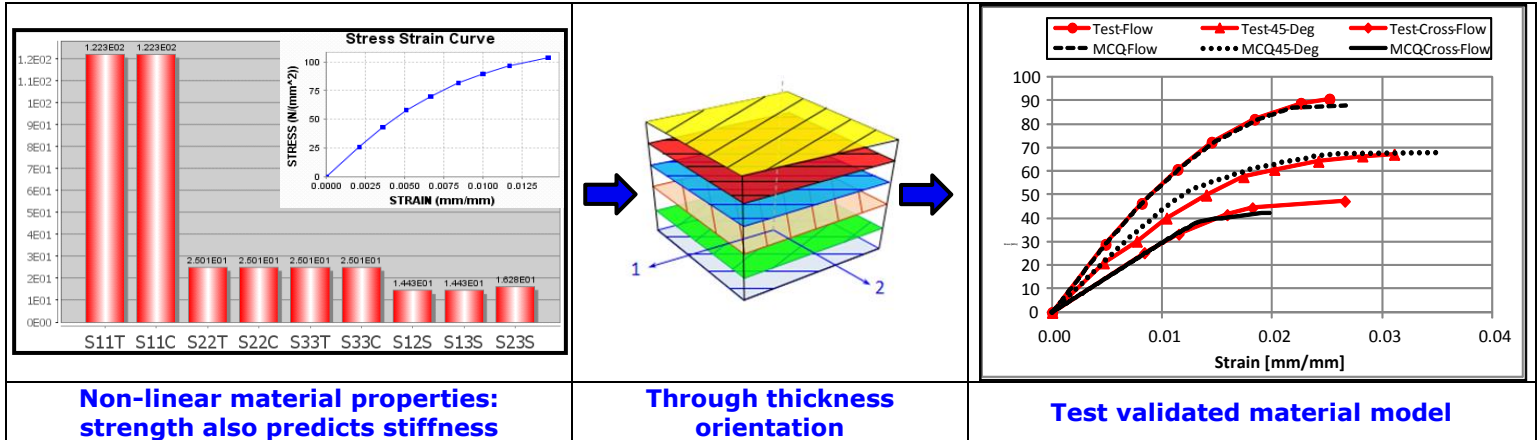 Stress Strain Curve
STRESS (N/(mm^2))
100
75
50
25
0
0.0000 0.0025 0.0050 0.0075 0.0100 0.0125
STRAIN (mm/mm)
1.2E02
1.1E02
1E02
9E01
8E01
7E01
6E01
5E01
4E01
3E01
2E01
1E01
0E00
1.223E02 1.223E02 2.501E01 2.501E01 2.501E01 2.501E01 1.443E01 1.443E01 1.628E01
S11T S11C S22T S22C S33T S33C S12S S13S S23S
Non-linear material properties:
strength also predicts stiffness
1
2
Through thickness
orientation
Test-Flow Test-45-Deg Test-Cross-Flow
MCQ-Flow MCQ-45-Deg MCQ-Cross-Flow
100
90
80
70
60
50
40
30
20
10
0
0.00 0.01 0.02 0.03 0.04
Strain [mm/mm]
Test validated material model